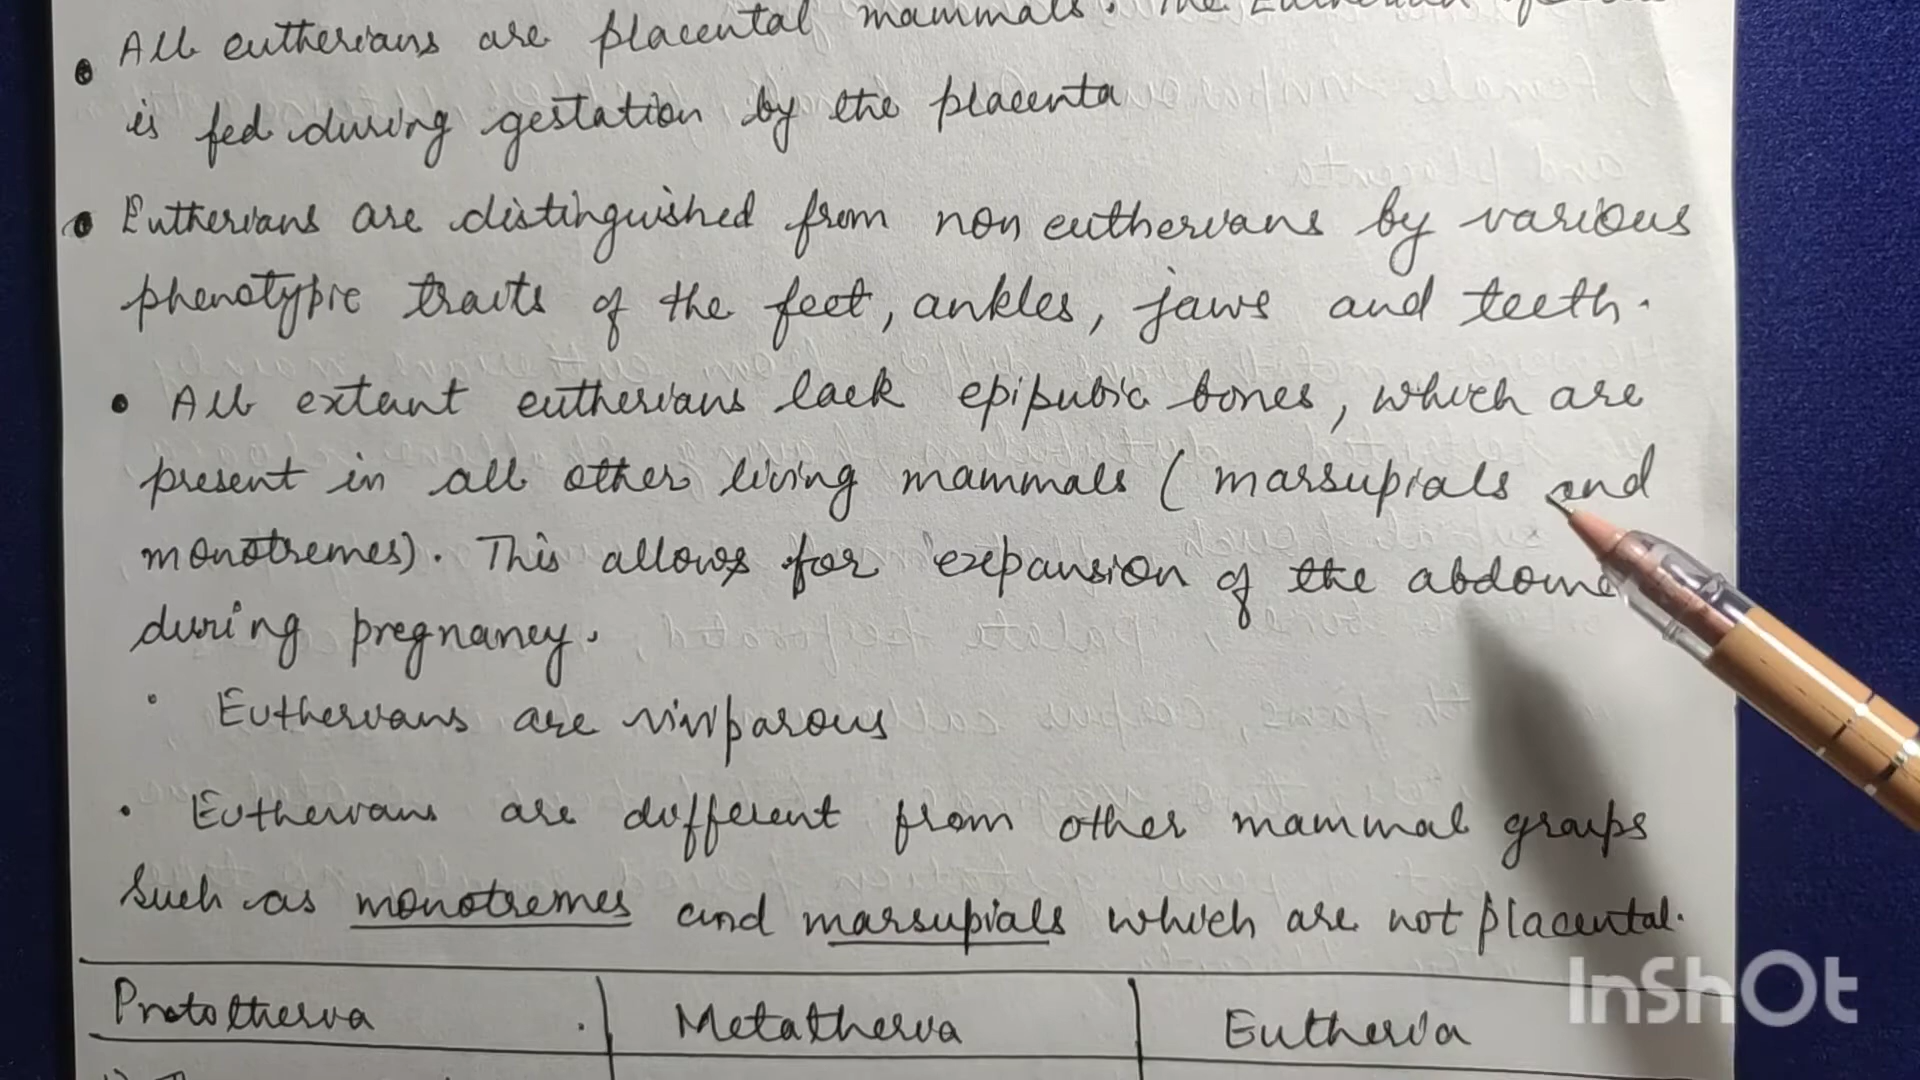 All eutherians are placental mammals. The Eutherian
is fed during gestation by the placenta
Eutherians are distinguished from non eutherians by various
phenotypic traits of the feet, ankles, jaws and teeth.
All extant eutherians lack epipubic bones, which are
present in all other living mammals (marsupials and
monotremes). This allows for expansion of the abdome
during pregnancy.
Eutherians are viviparous
Eutherians are different from other mammal groups
such as monotremes and marsupials which are not placental.
Prototheria Metatheria Eutheria
InShOt